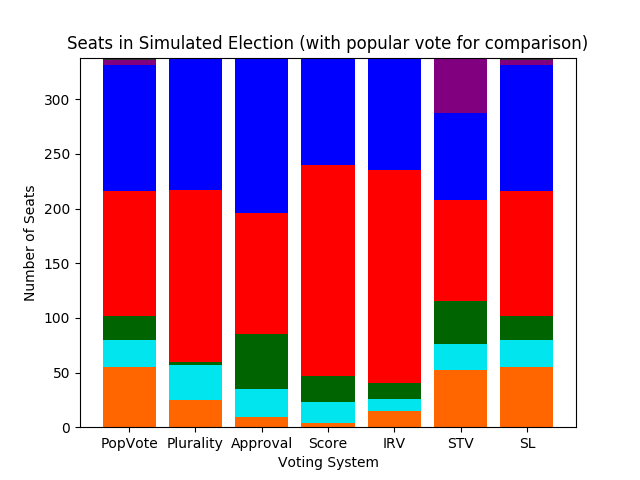 Seats in Simulated Election (with popular vote for comparison)
300
250
200
150
100
50
0
Number of Seats
PopVote Plurality Approval Score IRV STV SL
Voting System